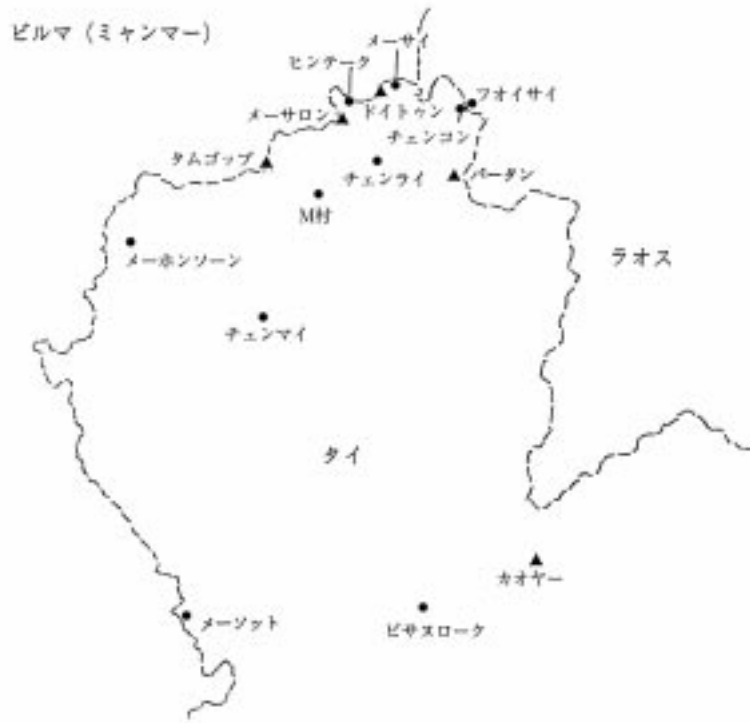 ビルマ（ミャンマー）
メーサイ
ヒンテーク
フオイサイ
メーサロン
ドイトゥン
チェンコン
タムゴップ
チェンライ
パータン
M村
メーホンソーン
ラオス
チェンマイ
タイ
カオヤー
メーソット
ピサヌローク